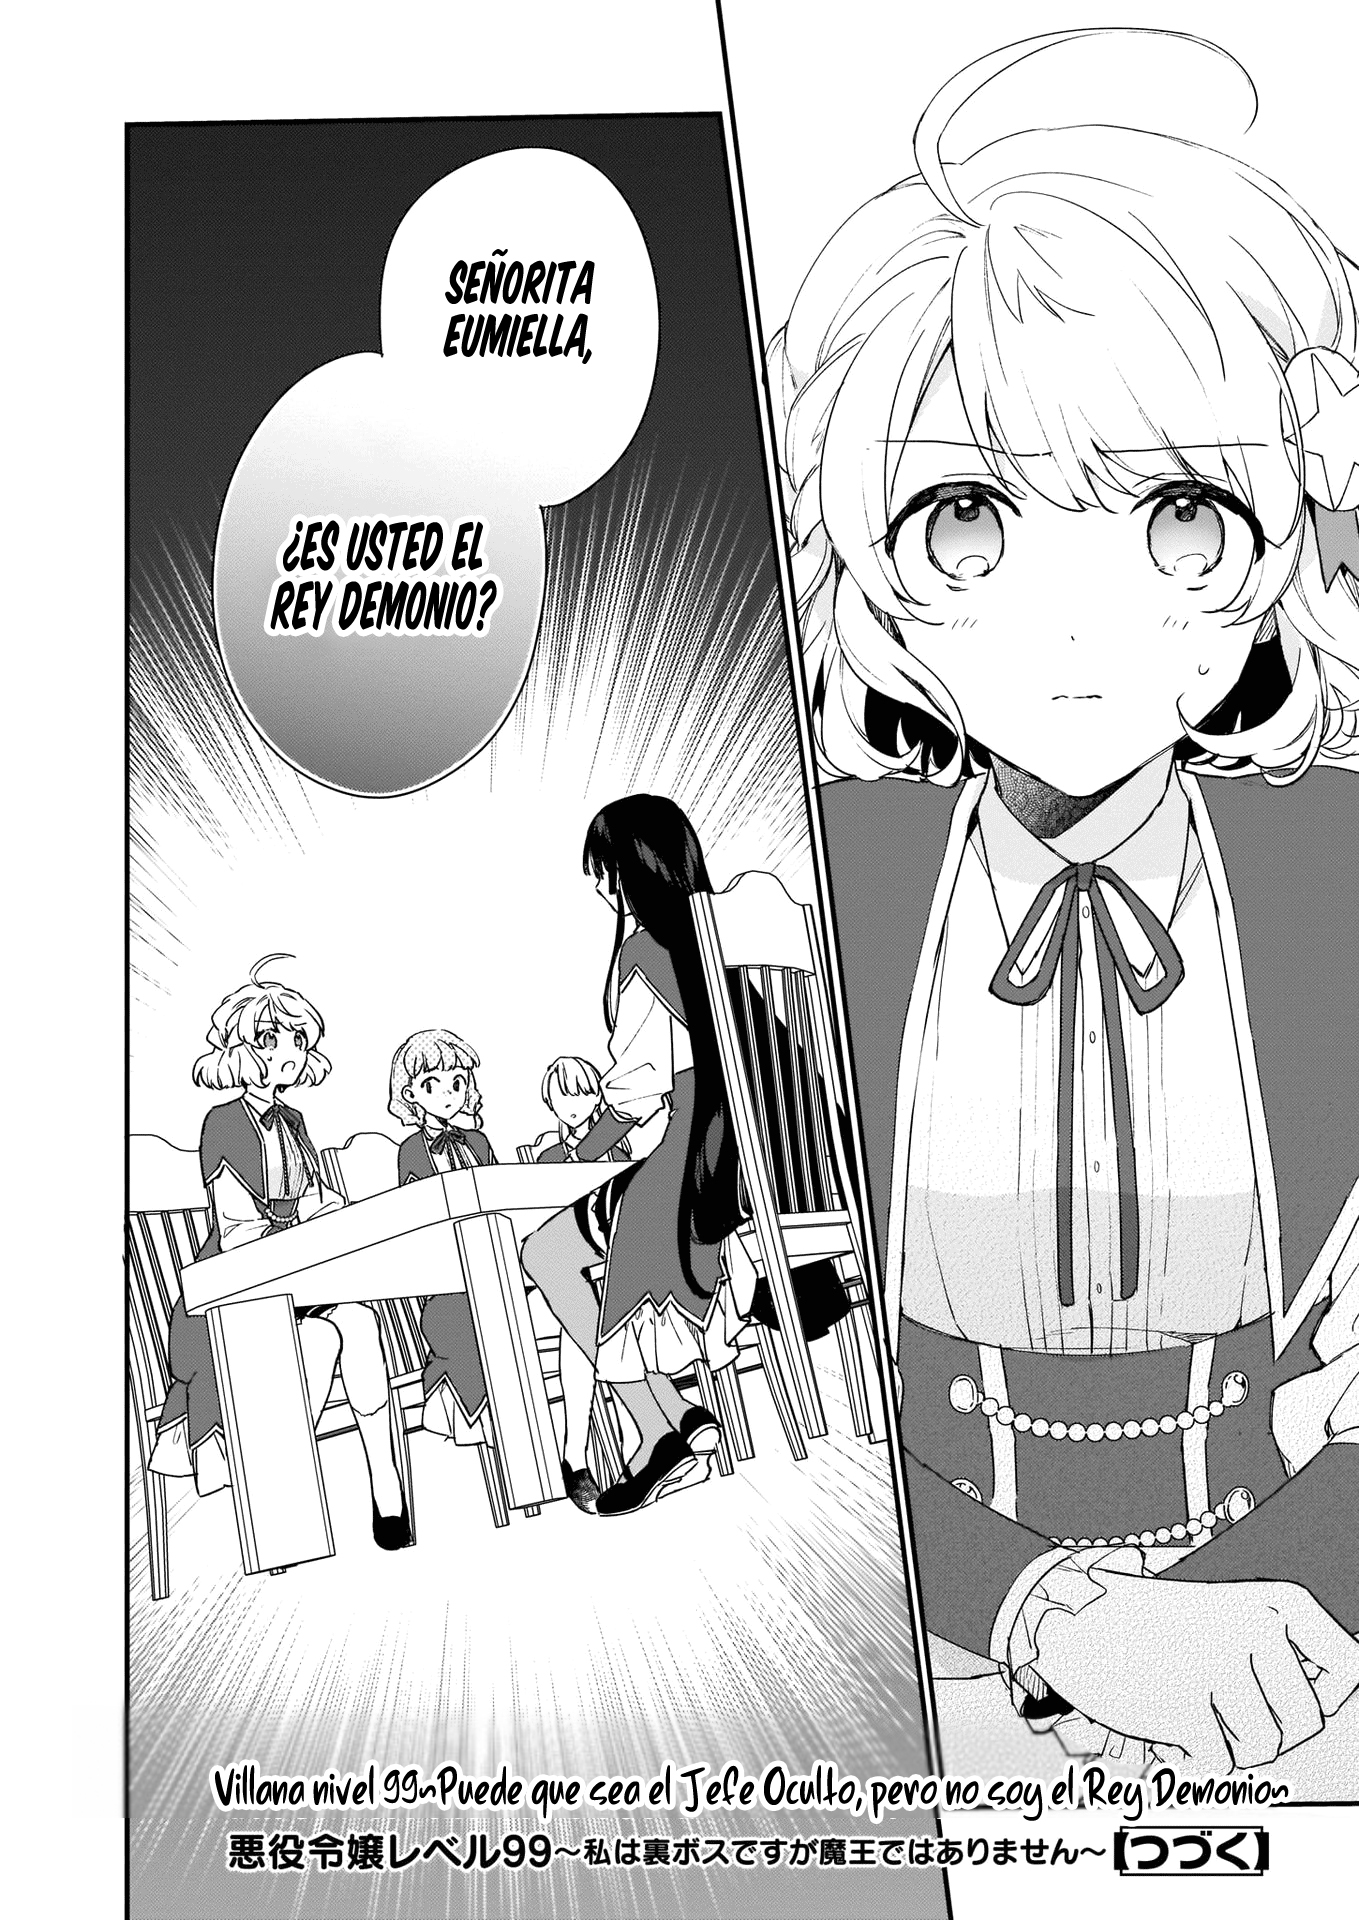 SEÑORITA
EUMIELLA,
¿ES USTED EL
REY DEMONIO?
Villana nivel 99~Puede que sea el Jefe Oculto, pero no soy el Rey Demonio~
悪役令嬢レベル99～私は裏ボスですが魔王ではありません～【つづく】